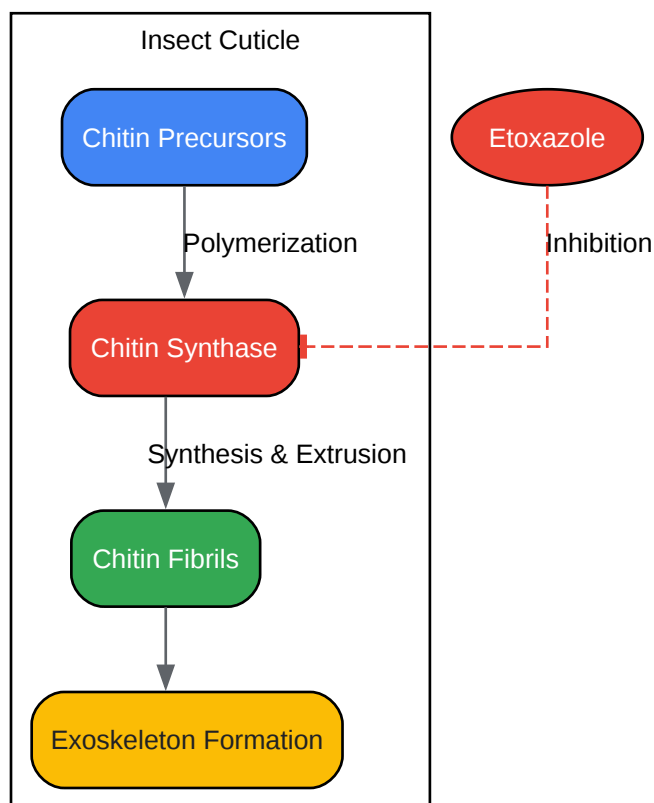 Insect Cuticle
Chitin Precursors
Etoxazole
Polymerization
Inhibition
Chitin Synthase
Synthesis & Extrusion
Chitin Fibrils
Exoskeleton Formation